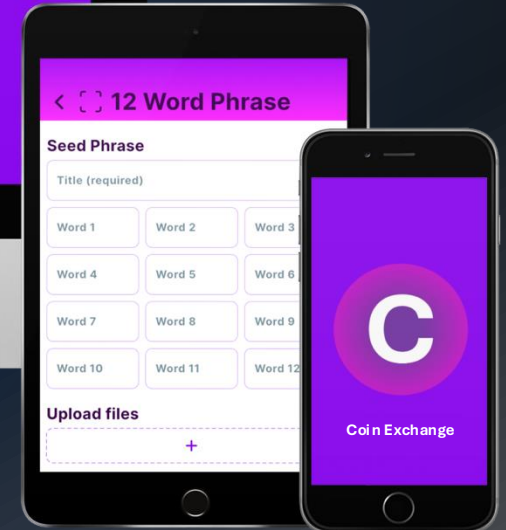 12 Word Phrase
Seed Phrase
Title (required)
Word 1 Word 2 Word 3
Word 4 Word 5 Word 6
Word 7 Word 8 Word 9
Word 10 Word 11 Word 12
Upload files
+
C
Coin Exchange